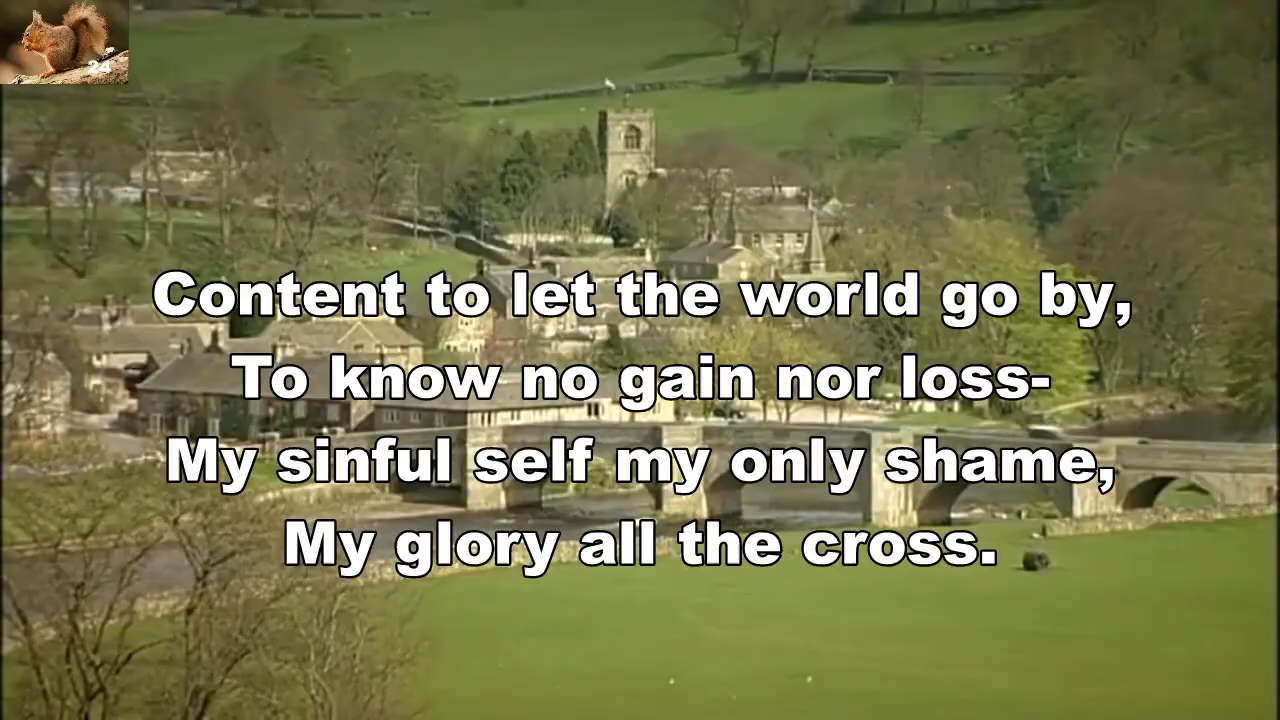 24
Content to let the world go by,
To know no gain nor loss-
My sinful self my only shame,
My glory all the cross.